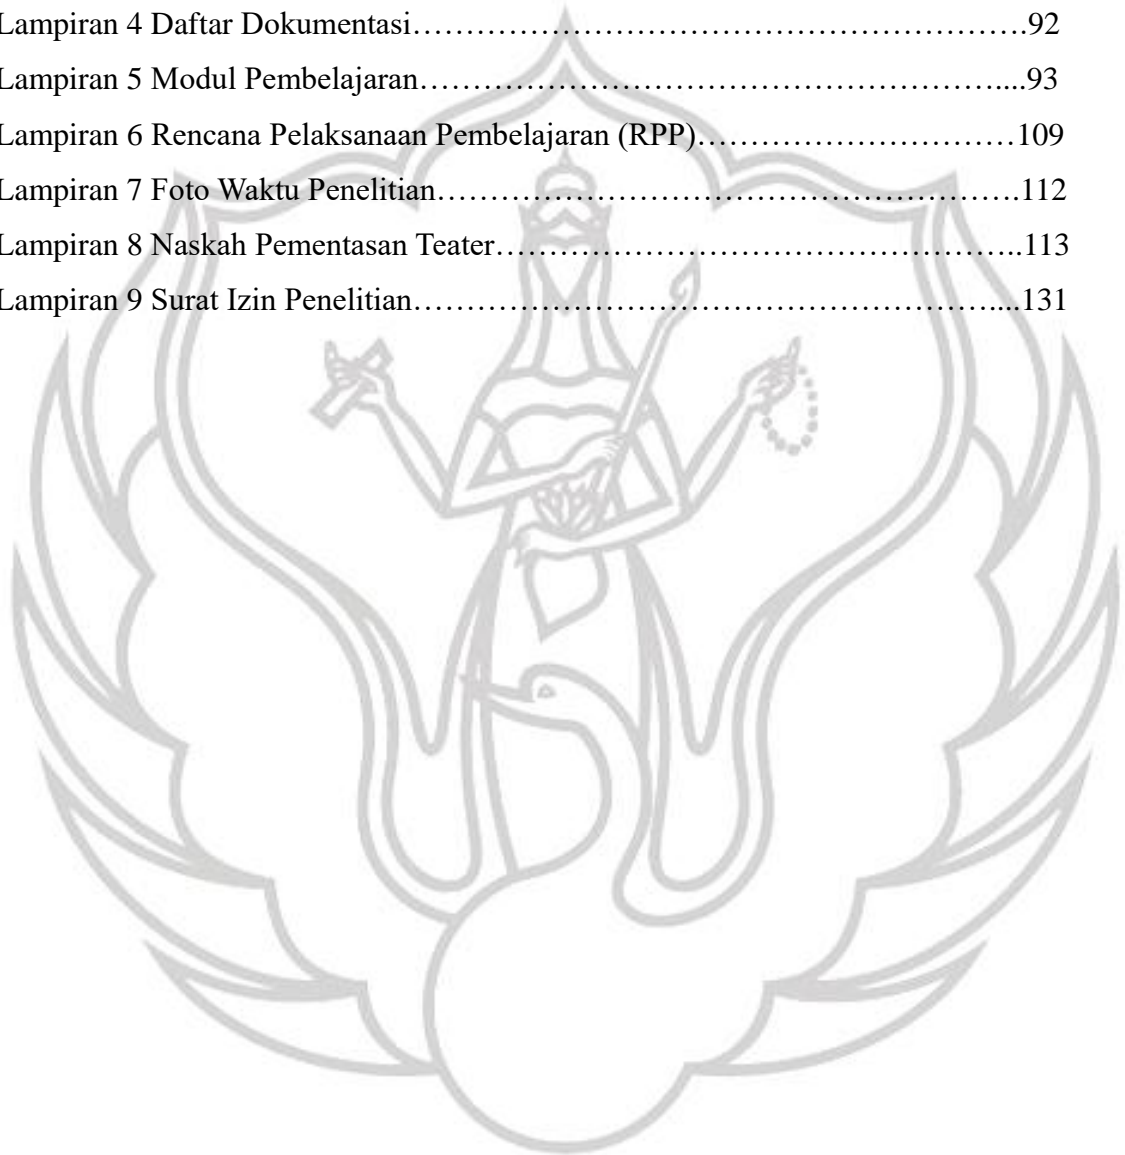 Lampiran 4 Daftar Dokumentasi…………………………………………………….92
Lampiran 5 Modul Pembelajaran…………………………………………………....93
Lampiran 6 Rencana Pelaksanaan Pembelajaran (RPP)…………………………109
Lampiran 7 Foto Waktu Penelitian………………………………………………….112
Lampiran 8 Naskah Pementasan Teater……………………………………………..113
Lampiran 9 Surat Izin Penelitian…………………………………………………....131